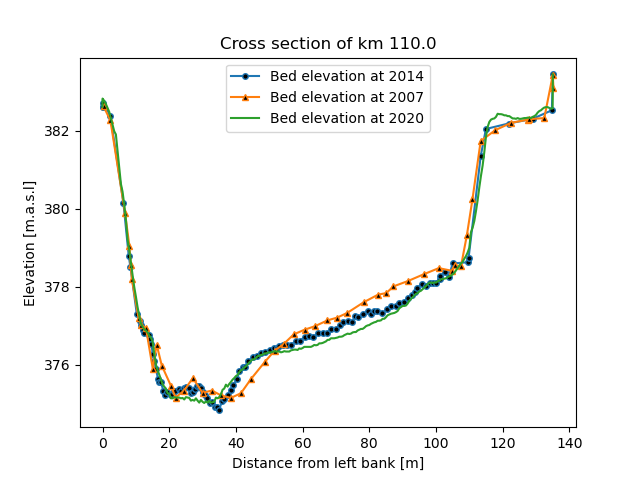 Cross section of km 110.0
Bed elevation at 2014
Bed elevation at 2007
Bed elevation at 2020
Elevation [m.a.s.l]
382
380
378
376
0 20 40 60 80 100 120 140
Distance from left bank [m]